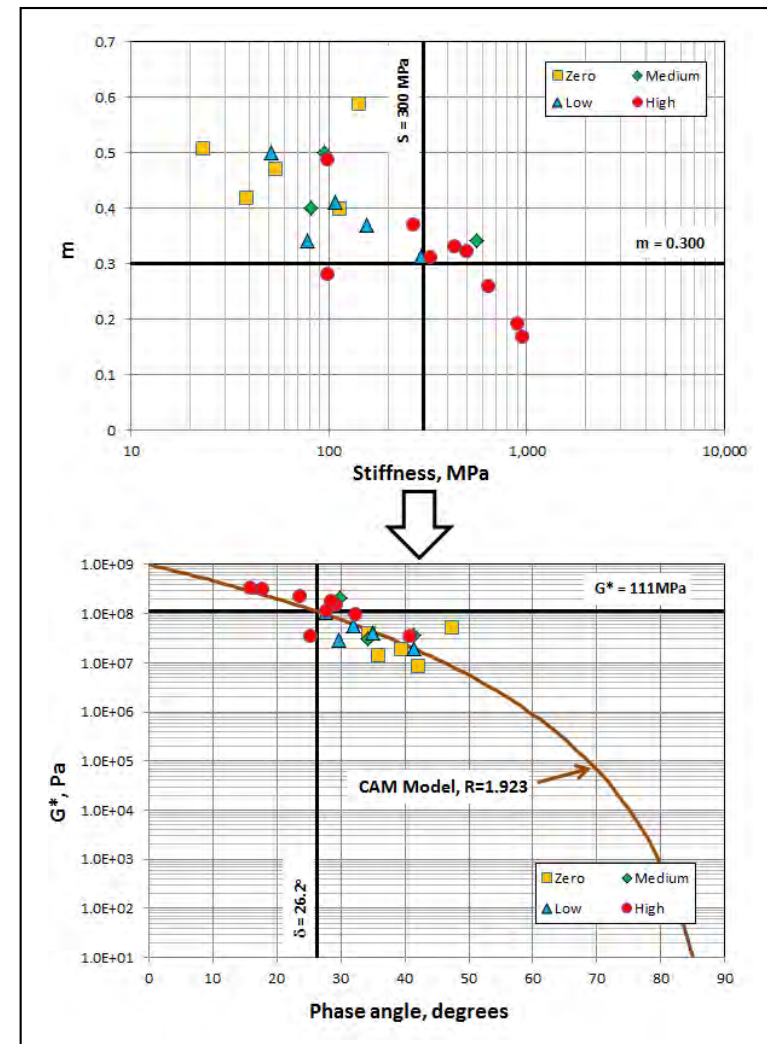 0.7
0.6
0.5
0.4
0.3
0.2
0.1
0
m
S = 300 MPa
Zero Medium
Low High
m = 0.300
10 100 1,000 10,000
Stiffness, MPa
1.0E+09
1.0E+08
1.0E+07
1.0E+06
1.0E+05
1.0E+04
1.0E+03
1.0E+02
1.0E+01
G*, Pa
G* = 111MPa
CAM Model, R=1.923
δ = 26.2°
Zero Medium
Low High
0 10 20 30 40 50 60 70 80 90
Phase angle, degrees